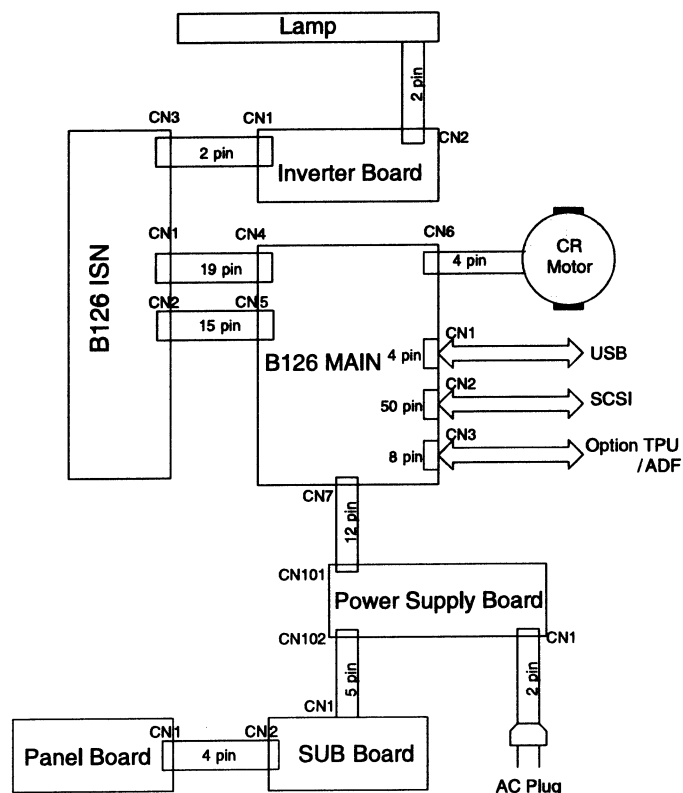 Lamp
2 pin
CN3
CN1
CN2
2 pin
Inverter Board
B126 ISN
CN1
CN4
CN6
19 pin
4 pin
CR
Motor
CN2
CN5
15 pin
B126 MAIN
4 pin
CN1
USB
50 pin
CN2
SCSI
8 pin
CN3
Option TPU
/ADF
CN7
12 pin
CN101
Power Supply Board
CN102
CN1
5 pin
2 pin
CN1
CN1
CN2
Panel Board
4 pin
SUB Board
AC Plug